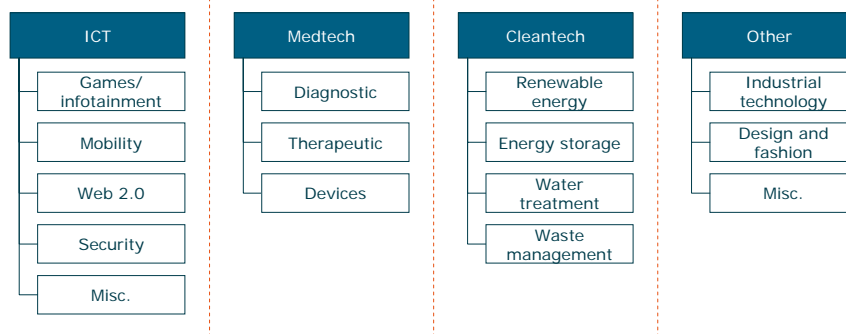 ICT
Games/
infotainment
Mobility
Web 2.0
Security
Misc.
Medtech
Diagnostic
Therapeutic
Devices
Cleantech
Renewable
energy
Energy storage
Water
treatment
Waste
management
Other
Industrial
technology
Design and
fashion
Misc.